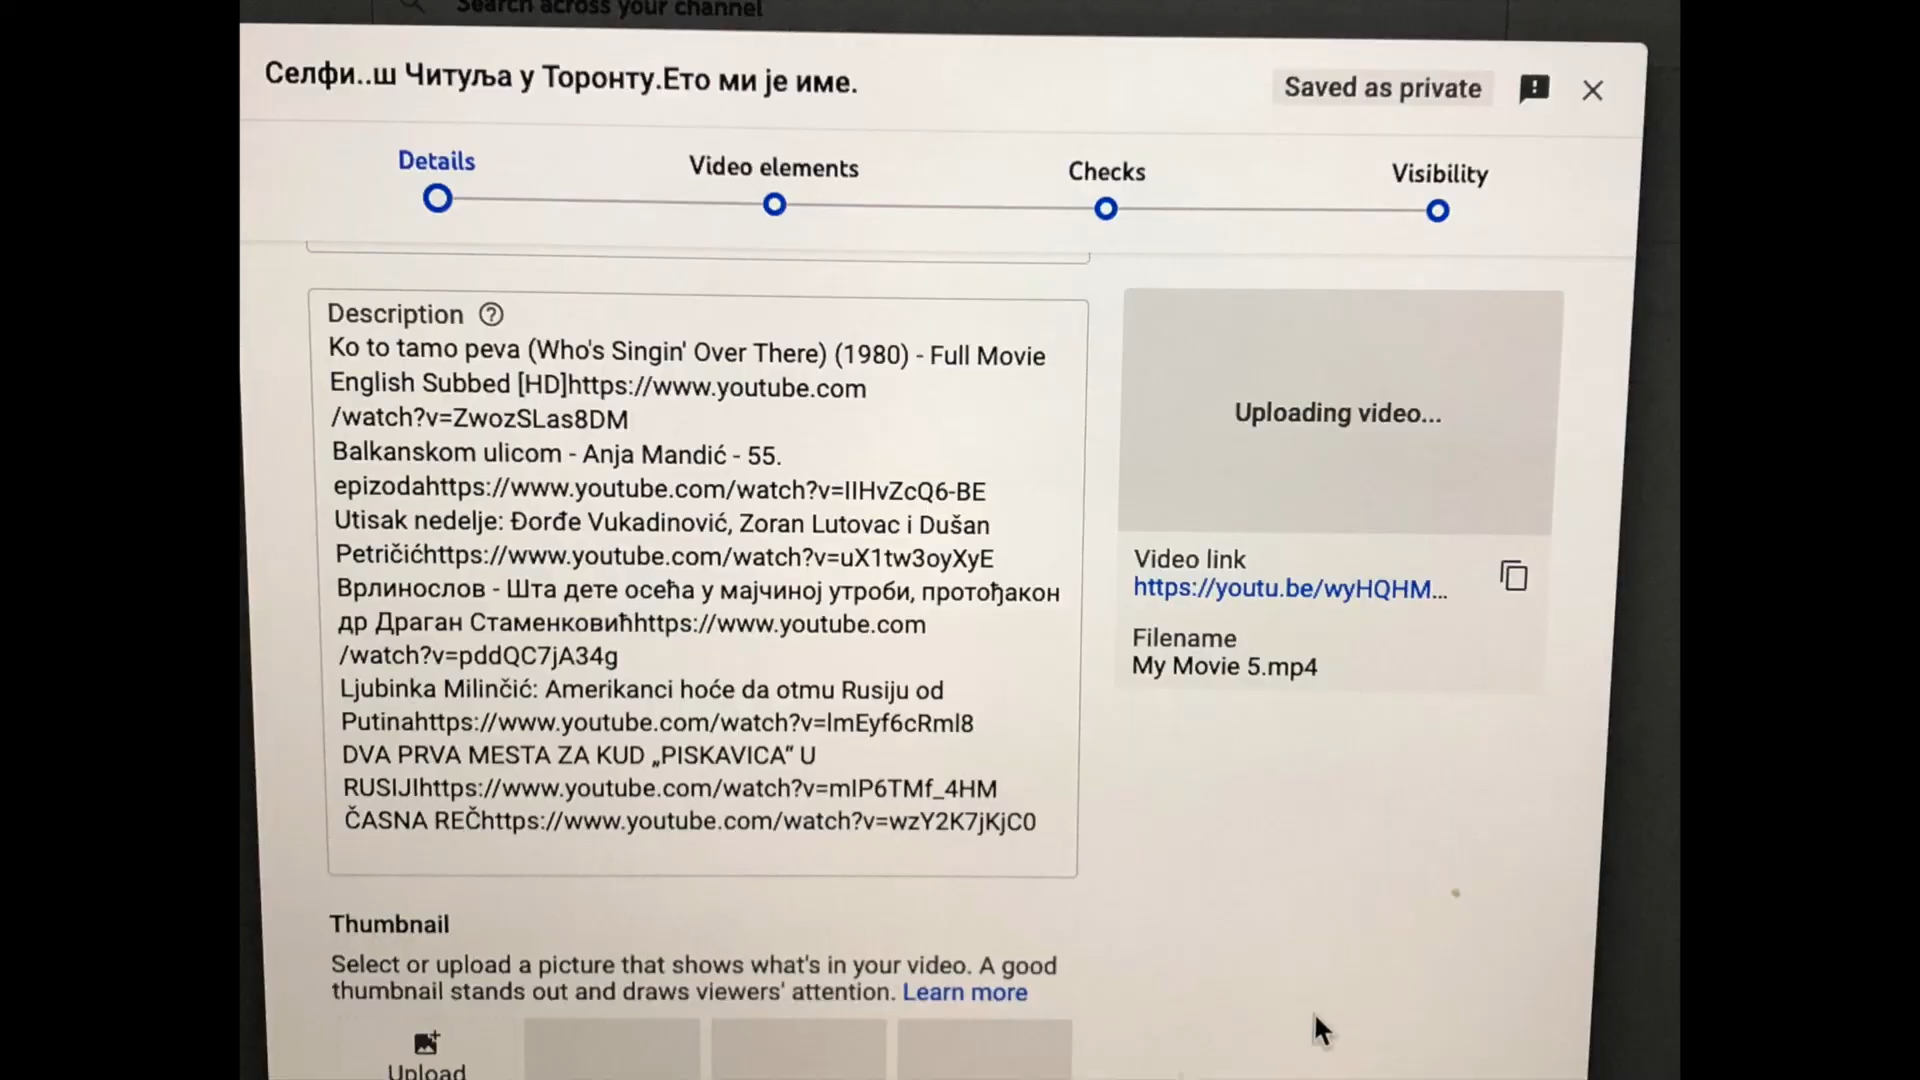 Search across your channel
Селфи..ш Читуља у Торонту.Ето ми је име.
Saved as private
Details
Video elements
Checks
Visibility
Description
Ko to tamo peva (Who's Singin' Over There) (1980) - Full Movie
English Subbed [HD]https://www.youtube.com
/watch?v=ZwozSLas8DM
Balkanskom ulicom - Anja Mandić - 55.
epizodahttps://www.youtube.com/watch?v=IIHvZcQ6-BE
Utisak nedelje: Đorđe Vukadinović, Zoran Lutovac i Dušan
Petričićhttps://www.youtube.com/watch?v=uX1tw3oyXyE
Врлинослов - Шта дете осећа у мајчиној утроби, протођакон
др Драган Стаменковићhttps://www.youtube.com
/watch?v=pddQC7jA34g
Ljubinka Milinčić: Amerikanci hoće da otmu Rusiju od
Putinahttps://www.youtube.com/watch?v=lmEyf6cRml8
DVA PRVA MESTA ZA KUD „PISKAVICA“ U
RUSIJIhttps://www.youtube.com/watch?v=mIP6TMf_4HM
ČASNA REČhttps://www.youtube.com/watch?v=wzY2K7jKjC0
Uploading video...
Video link
https://youtu.be/wyHQHM...
Filename
My Movie 5.mp4
Thumbnail
Select or upload a picture that shows what's in your video. A good
thumbnail stands out and draws viewers' attention. Learn more
Upload